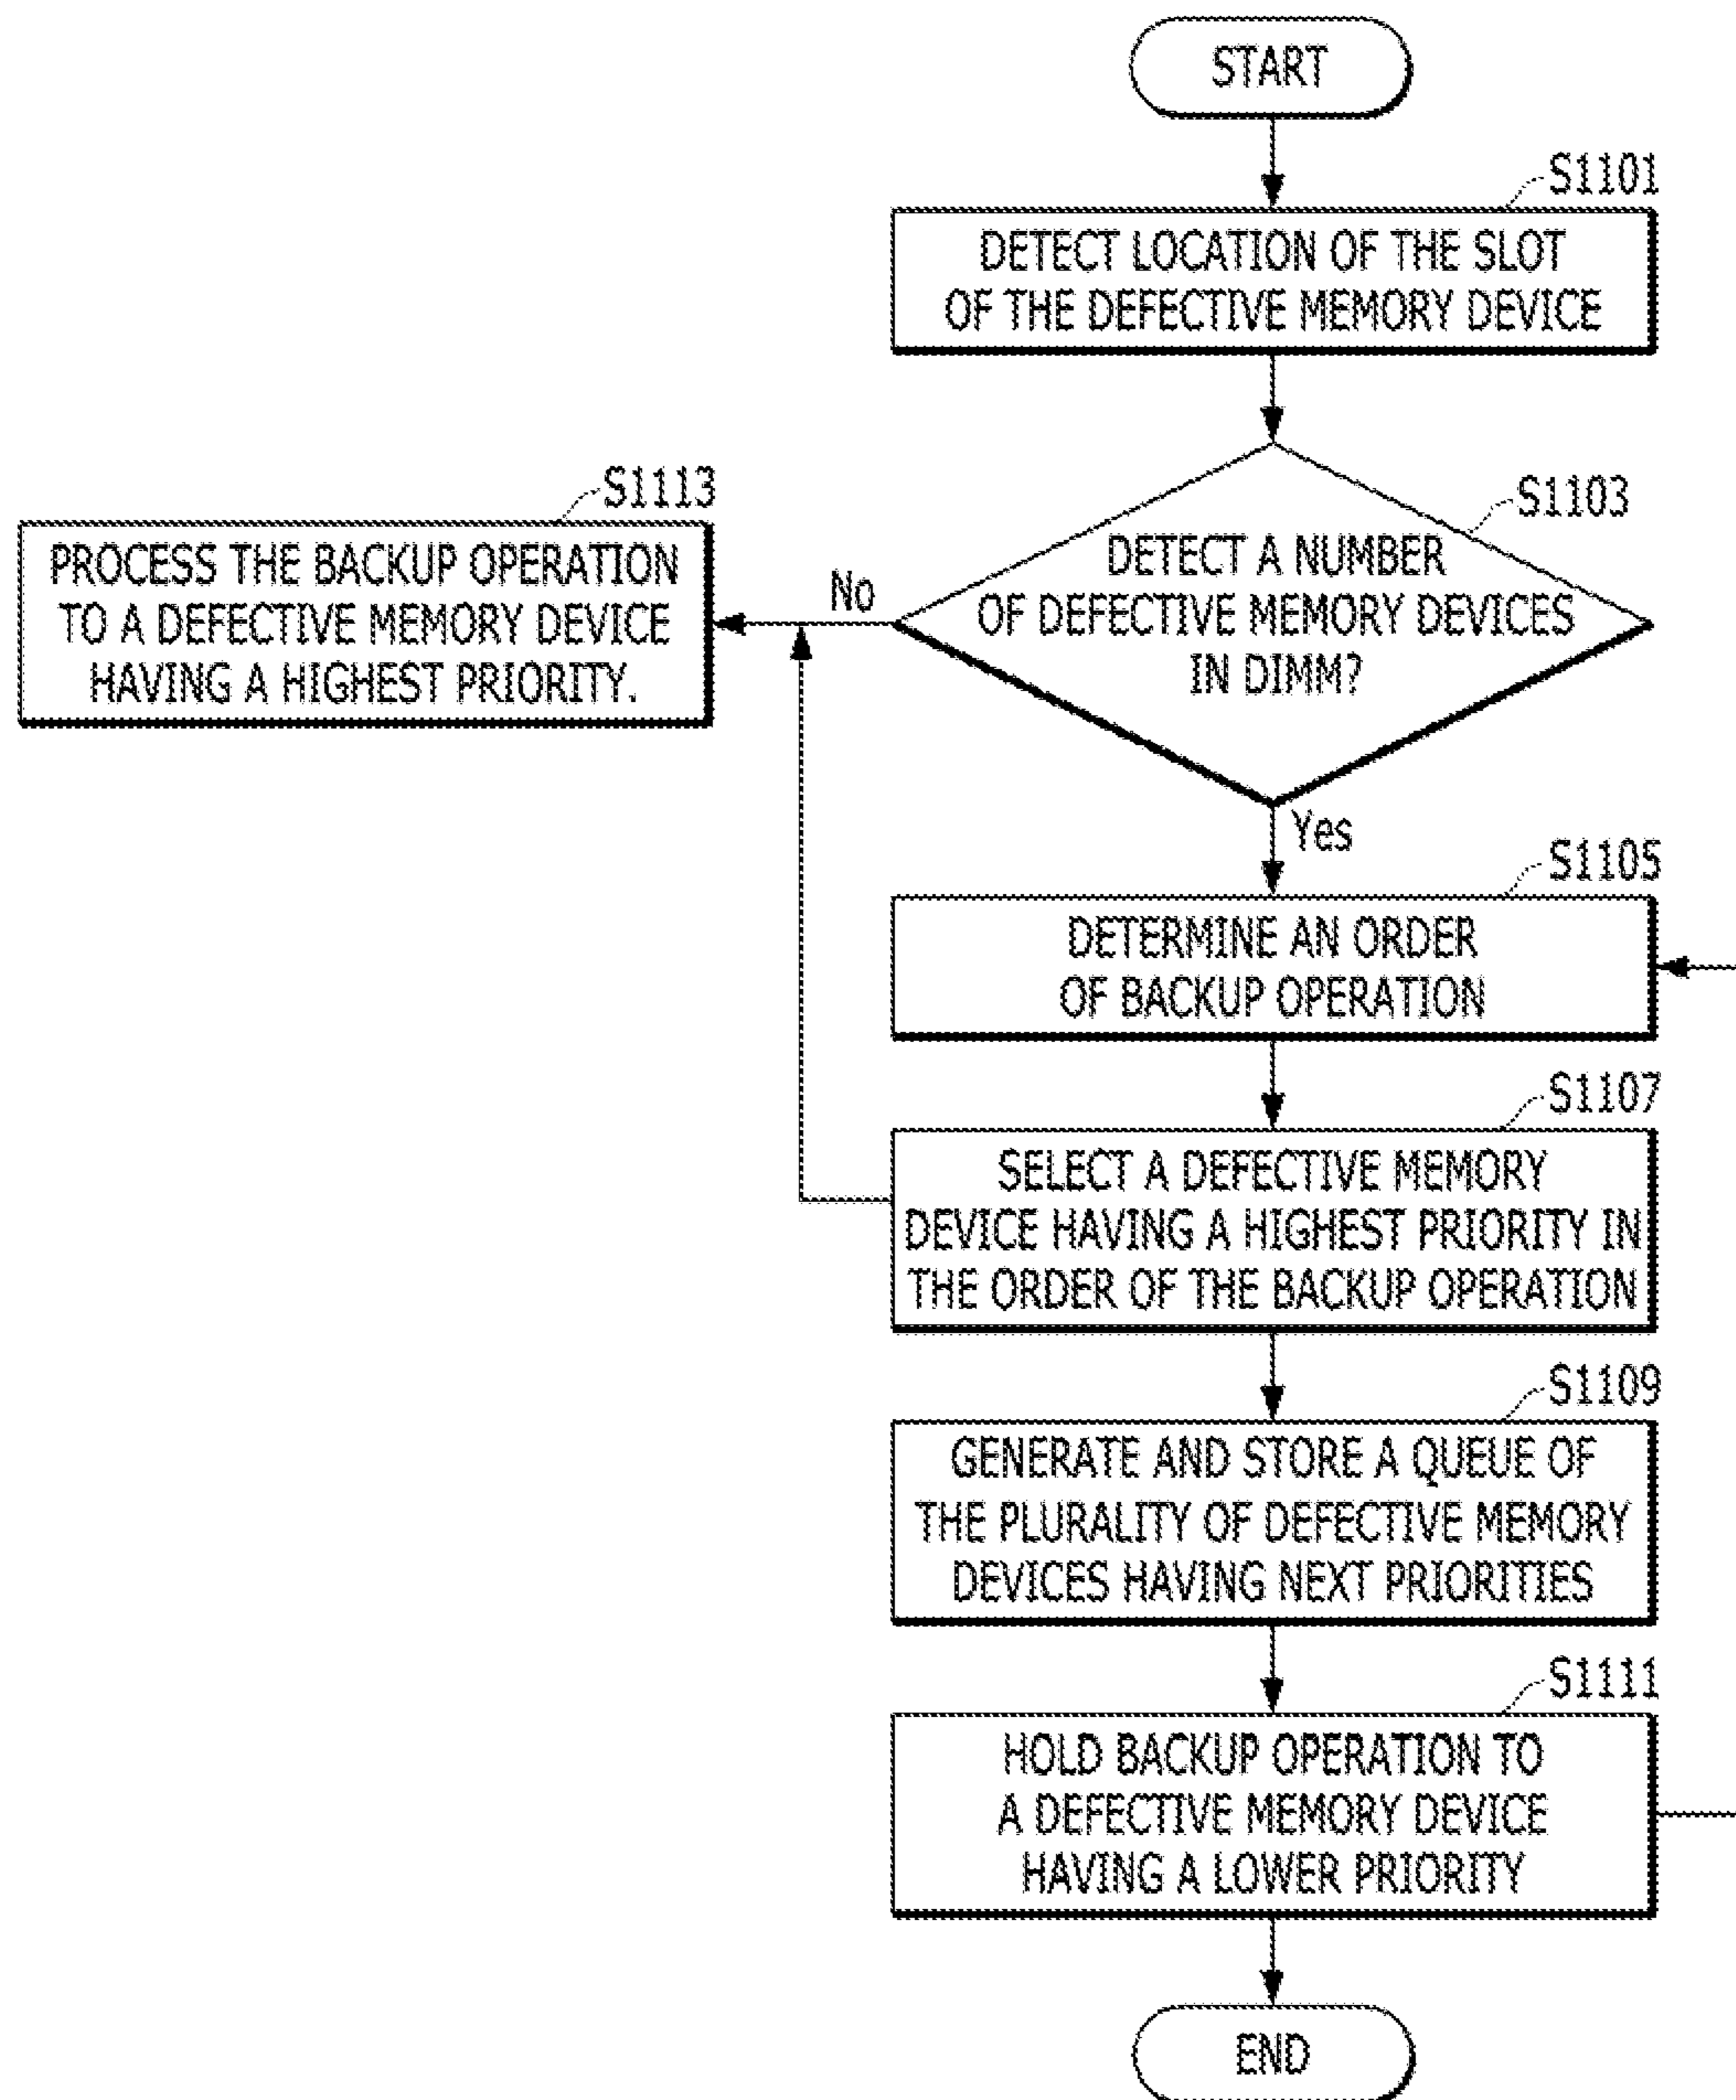 START
S1101
DETECT LOCATION OF THE SLOT
OF THE DEFECTIVE MEMORY DEVICE
S1113
PROCESS THE BACKUP OPERATION
TO A DEFECTIVE MEMORY DEVICE
HAVING A HIGHEST PRIORITY.
No
S1103
DETECT A NUMBER
OF DEFECTIVE MEMORY DEVICES
IN DIMM?
Yes
S1105
DETERMINE AN ORDER
OF BACKUP OPERATION
S1107
SELECT A DEFECTIVE MEMORY
DEVICE HAVING A HIGHEST PRIORITY IN
THE ORDER OF THE BACKUP OPERATION
S1109
GENERATE AND STORE A QUEUE OF
THE PLURALITY OF DEFECTIVE MEMORY
DEVICES HAVING NEXT PRIORITIES
S1111
HOLD BACKUP OPERATION TO
A DEFECTIVE MEMORY DEVICE
HAVING A LOWER PRIORITY
END